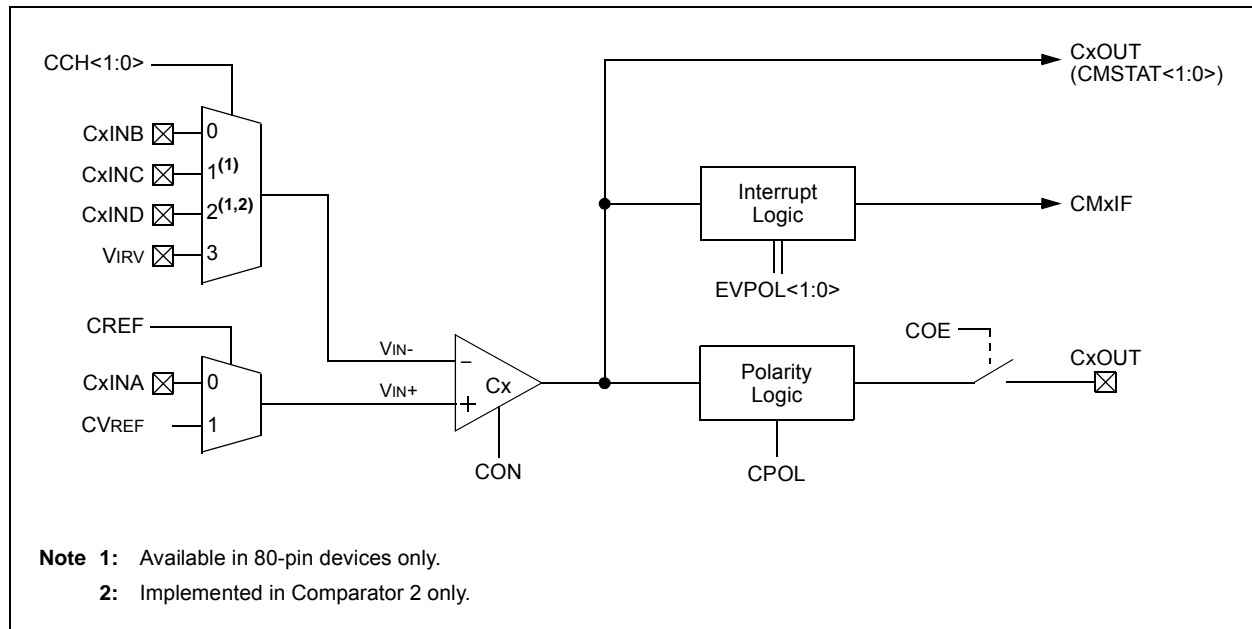 CCH<1:0>
CxINB
0
CxINC
1(1)
CxIND
2(1,2)
VIRV
3
CREF
CxINA
0
CVREF
1
VIN-
VIN+
–
+
Cx
CON
CxOUT
(CMSTAT<1:0>)
Interrupt
Logic
CMxIF
EVPOL<1:0>
COE
CxOUT
Polarity
Logic
CPOL
Note 1: Available in 80-pin devices only.
2: Implemented in Comparator 2 only.